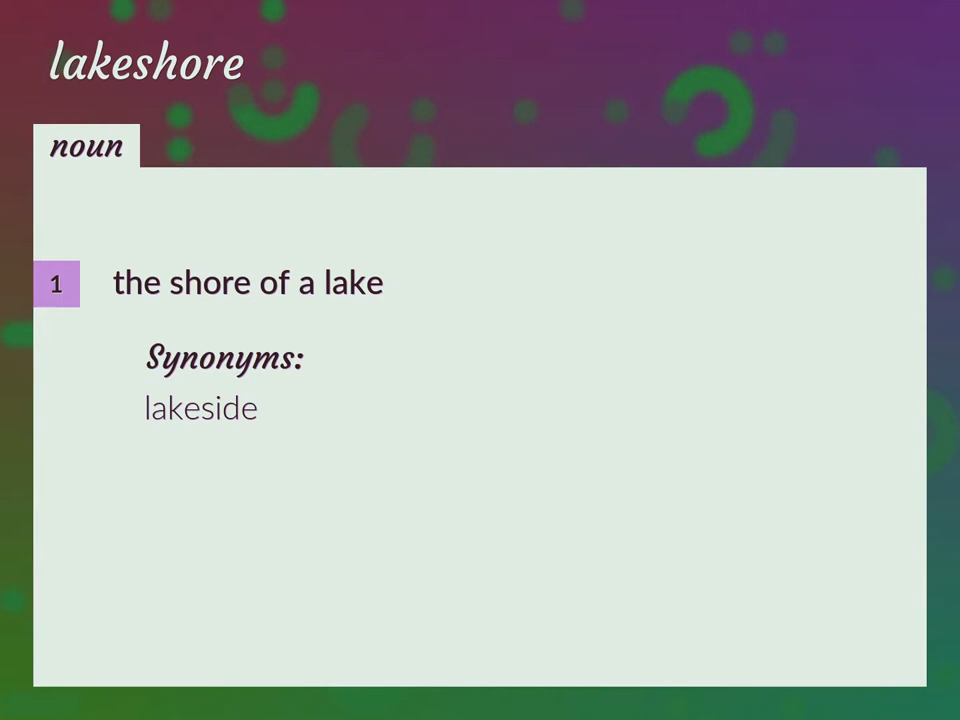 lakeshore
noun
1 the shore of a lake
Synonyms:
lakeside